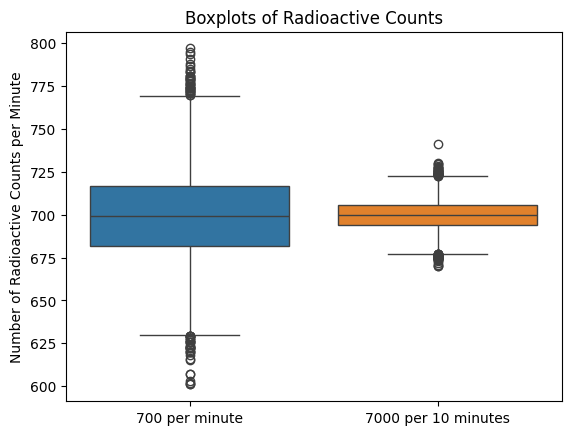 Boxplots of Radioactive Counts
Number of Radioactive Counts per Minute
800
775
750
725
700
675
650
625
600
700 per minute
7000 per 10 minutes